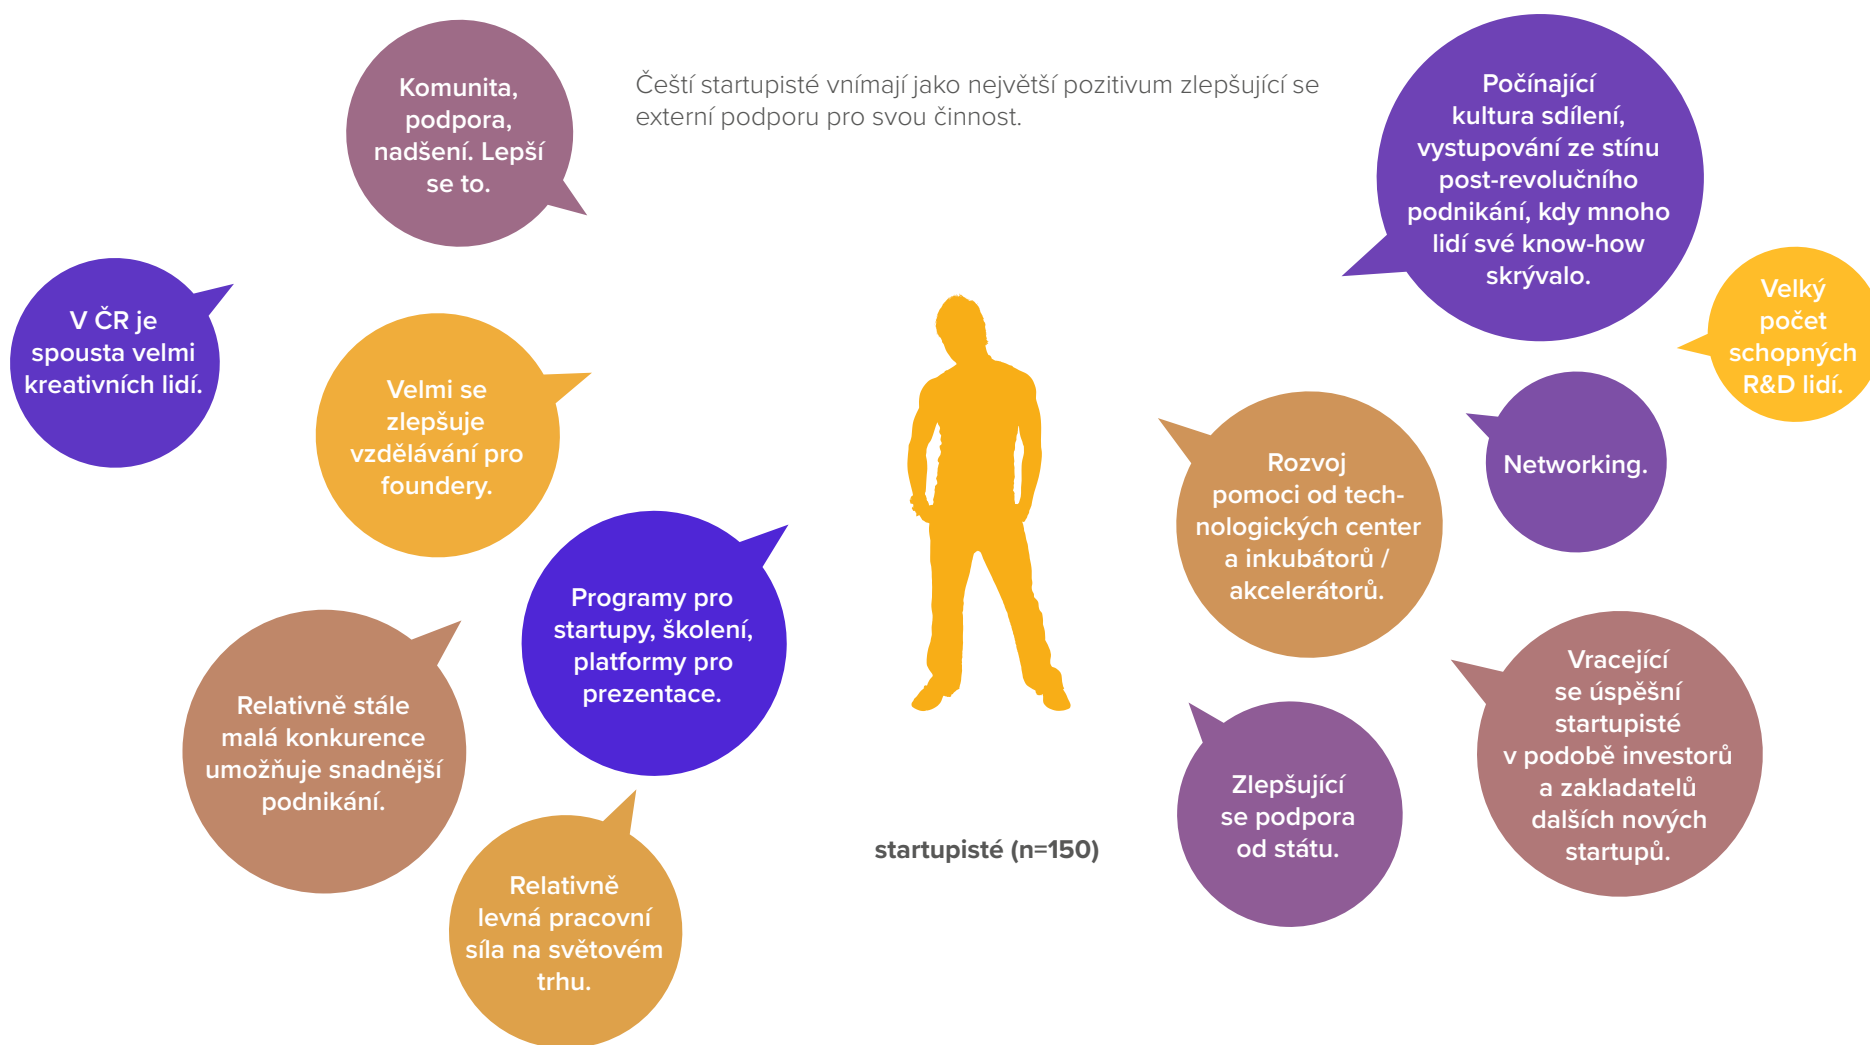 Komunita,
podpora,
nadšení. Lepší
se to.
Čeští startupisté vnímají jako největší pozitivum zlepšující se
externí podporu pro svou činnost.
Počínající
kultura sdílení,
vystupování ze stínu
post-revolučního
podnikání, kdy mnoho
lidí své know-how
skrývalo.
V ČR je
spousta velmi
kreativních lidí.
Velmi se
zlepšuje
vzdělávání pro
foundery.
Velký
počet
schopných
R&D lidí.
Networking.
Rozvoj
pomoci od tech-
nologických center
a inkubátorů /
akcelerátorů.
Programy pro
startupy, školení,
platformy pro
prezentace.
Relativně stále
malá konkurence
umožňuje snadnější
podnikání.
Vracející
se úspěšní
startupisté
v podobě investorů
a zakladatelů
dalších nových
startupů.
Zlepšující
se podpora
od státu.
startupisté (n=150)
Relativně
levná pracovní
síla na světovém
trhu.